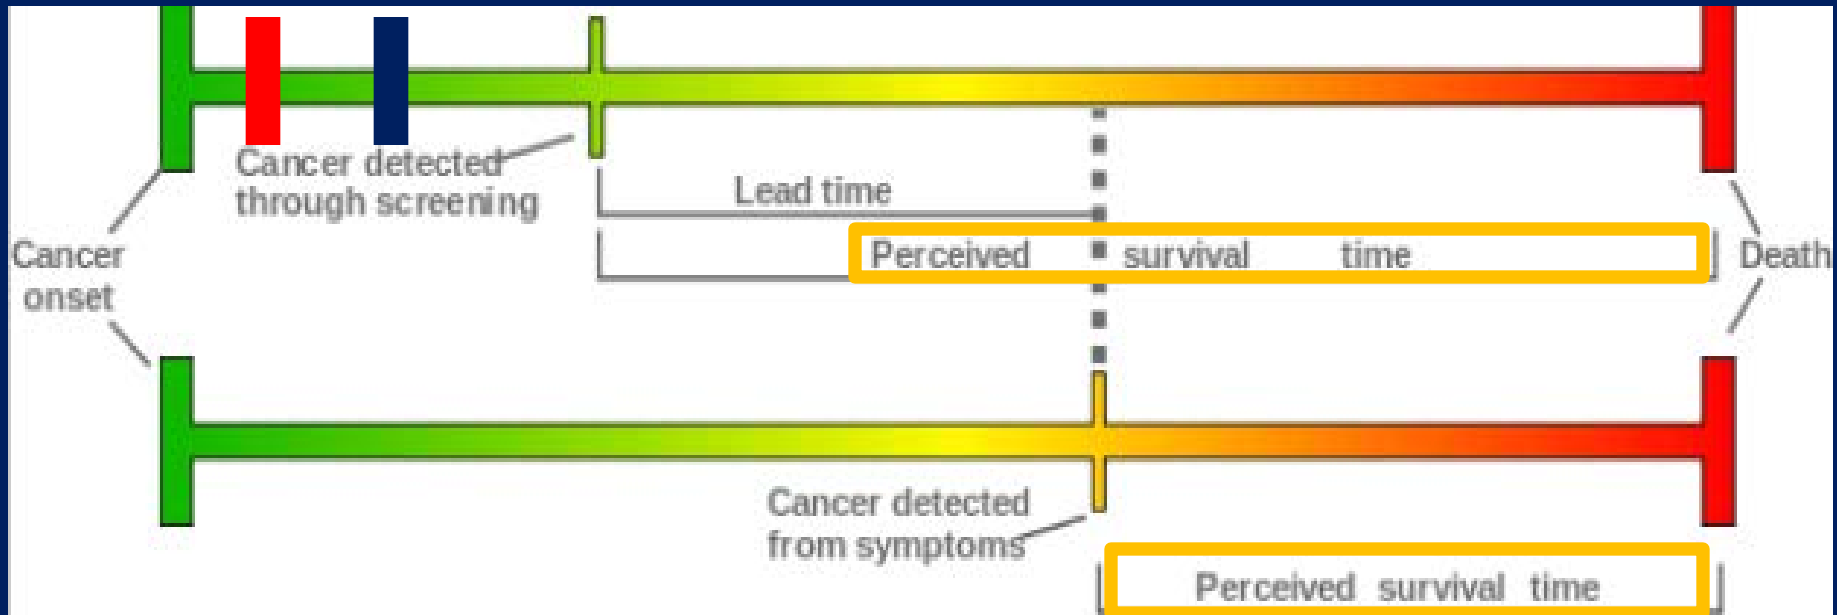 Cancer detected
through screening
Lead time
Perceived survival time
Cancer
onset
Death
Cancer detected
from symptoms
Perceived survival time